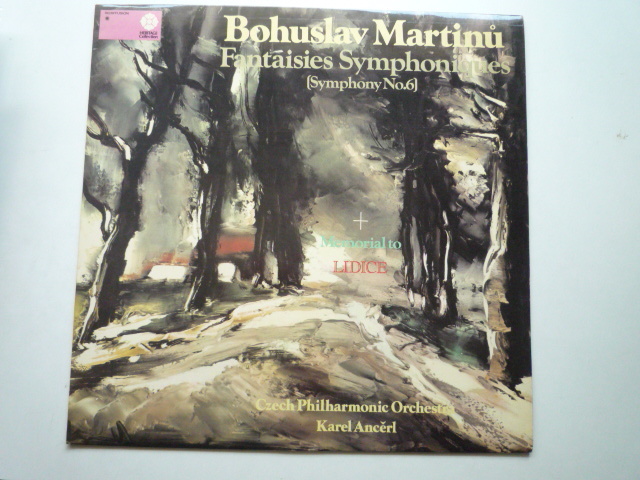 Bohuslav Martinů
Fantaisies Symphoniques
(Symphony No.6)
+
Memorial to
LIDICE
Czech Philharmonic Orchestra
Karel Ančerl